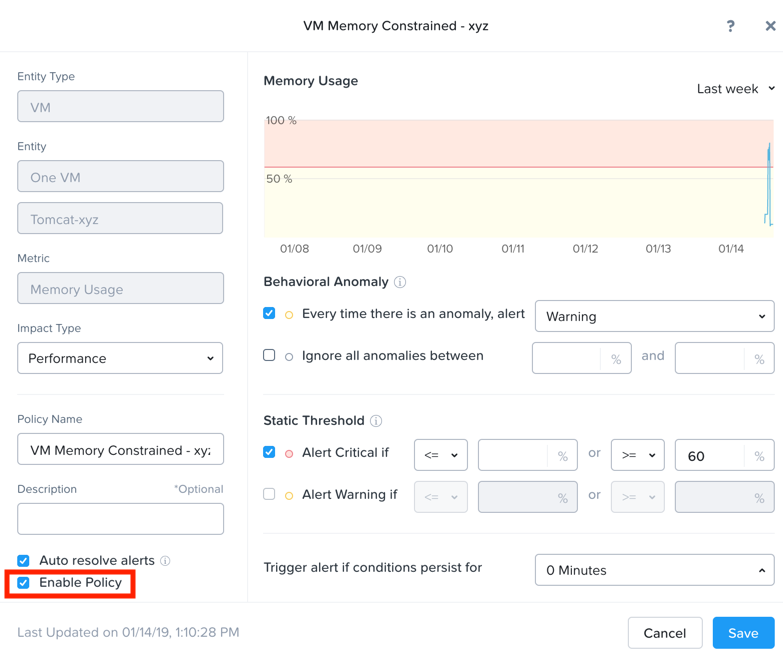 VM Memory Constrained - xyz
?
Entity Type
VM
Entity
One VM
Tomcat-xyz
Metric
Memory Usage
Impact Type
Performance
Policy Name
VM Memory Constrained - xyz
Description *Optional
Auto resolve alerts
Enable Policy
Memory Usage
Last week
100 %
50 %
01/08 01/09 01/10 01/11 01/12 01/13 01/14
Behavioral Anomaly
Every time there is an anomaly, alert Warning
Ignore all anomalies between % and %
Static Threshold
Alert Critical if <= % or >= 60 %
Alert Warning if <= % or >= %
Trigger alert if conditions persist for 0 Minutes
Last Updated on 01/14/19, 1:10:28 PM
Cancel Save